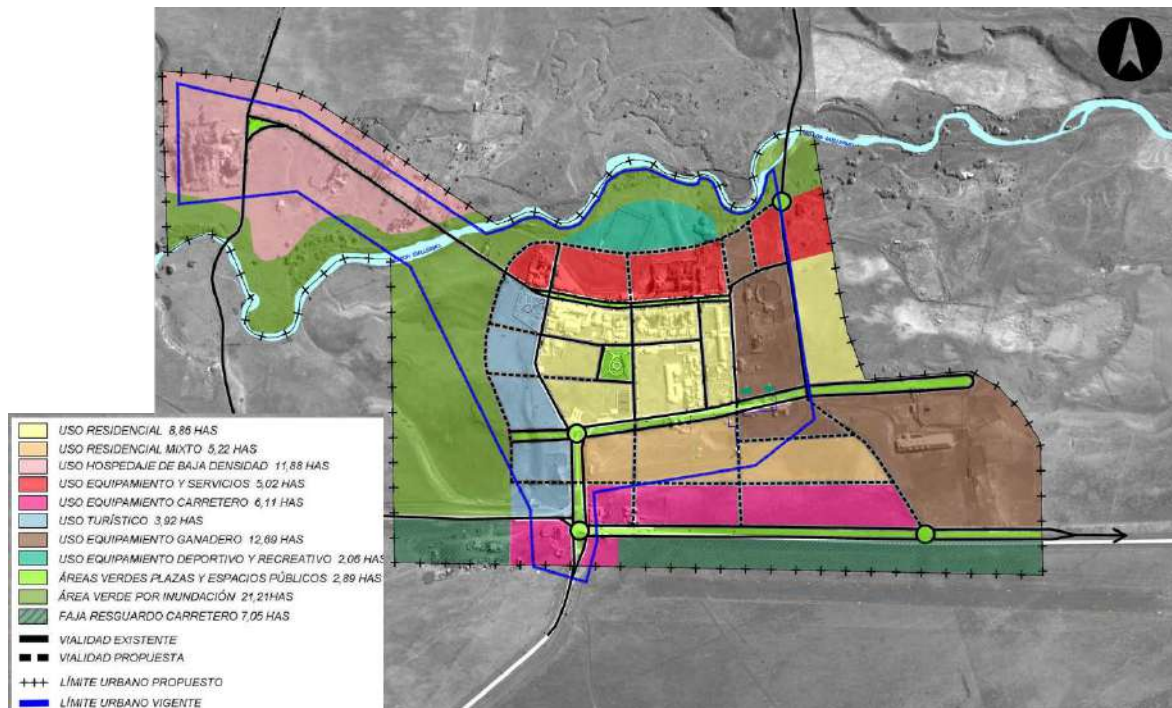 USO RESIDENCIAL 8,86 HAS
USO RESIDENCIAL MIXTO 5,22 HAS
USO HOSPEDAJE DE BAJA DENSIDAD 11,88 HAS
USO EQUIPAMIENTO Y SERVICIOS 5,02 HAS
USO EQUIPAMIENTO CARRETERO 6,11 HAS
USO TURÍSTICO 3,92 HAS
USO EQUIPAMIENTO GANADERO 12,69 HAS
USO EQUIPAMIENTO DEPORTIVO Y RECREATIVO 2,06 HAS
ÁREAS VERDES PLAZAS Y ESPACIOS PÚBLICOS 2,89 HAS
ÁREA VERDE POR INUNDACIÓN 21,21HAS
FAJA RESGUARDO CARRETERO 7,05 HAS
VIALIDAD EXISTENTE
VIALIDAD PROPUESTA
LÍMITE URBANO PROPUESTO
LÍMITE URBANO VIGENTE